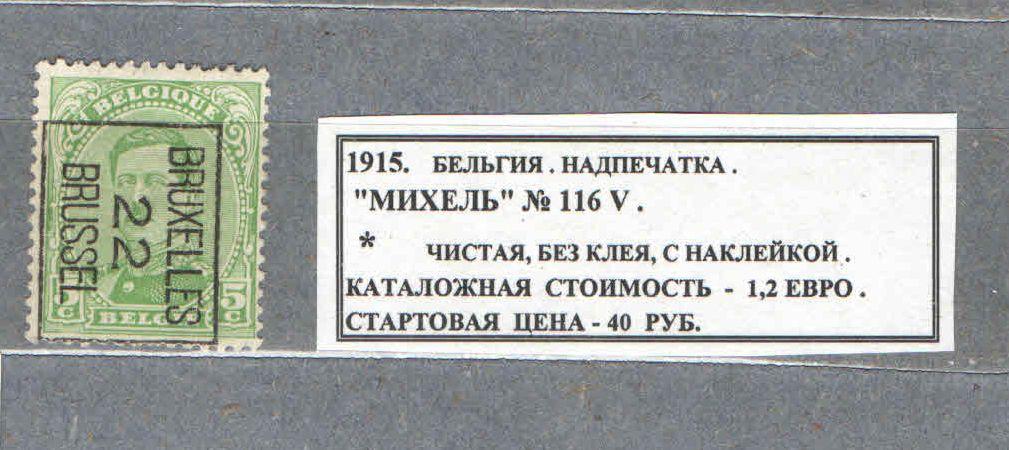 BELGIQUE
BRUXELLES
22
BRUSSEL
5 5
C C
BELGIË
1915. БЕЛЬГИЯ . НАДПЕЧАТКА .
"МИХЕЛЬ" № 116 V .
* ЧИСТАЯ, БЕЗ КЛЕЯ, С НАКЛЕЙКОЙ .
КАТАЛОЖНАЯ СТОИМОСТЬ - 1,2 ЕВРО .
СТАРТОВАЯ ЦЕНА - 40 РУБ.